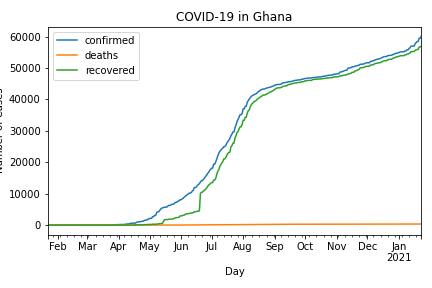 COVID-19 in Ghana
60000
50000
40000
30000
20000
10000
0
confirmed
deaths
recovered
Feb Mar Apr May Jun Jul Aug Sep Oct Nov Dec Jan
2021
Day